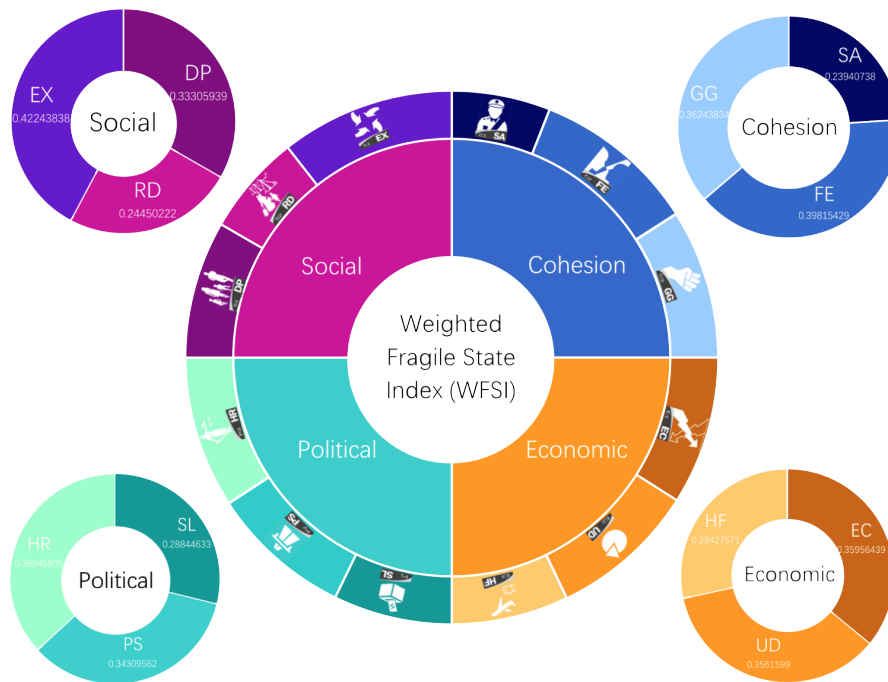 EX
0.42243838
DP
0.33305939
RD
0.24450222
Social
SA
0.23940738
GG
0.36243834
FE
0.39815429
Cohesion
EX
SA
RD
FE
DP
GG
Social
Cohesion
Weighted
Fragile State
Index (WFSI)
Political
Economic
HR
EC
PS
UD
SL
HF
HR
0.36845805
SL
0.28844633
PS
0.34309562
Political
HF
0.28427571
EC
0.35956439
UD
0.3561599
Economic